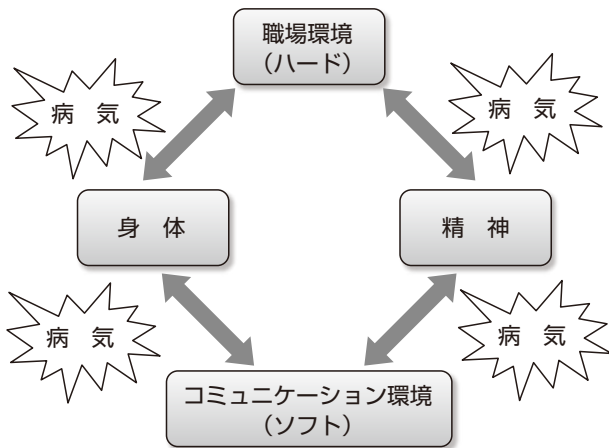 職場環境
（ハード）
病　気
病　気
身　体
精　神
病　気
病　気
コミュニケーション環境
（ソフト）